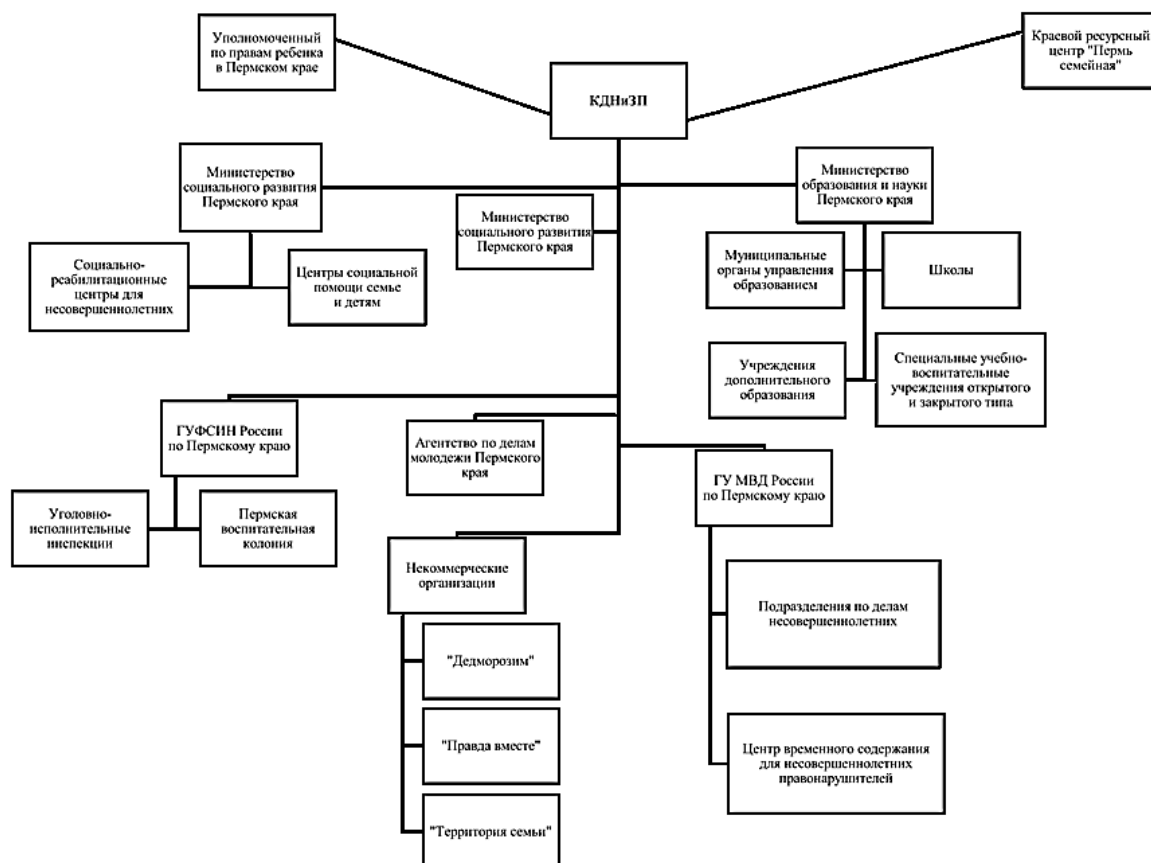 Уполномоченный
по правам ребенка
в Пермском крае
КДНиЗП
Краевой ресурсный
центр "Пермь
семейная"
Министерство
социального развития
Пермского края
Министерство
социального развития
Пермского края
Министерство
образования и науки
Пермского края
Социально-
реабилитационные
центры для
несовершеннолетних
Центры социальной
помощи семье
и детям
Муниципальные
органы управления
образованием
Школы
Учреждения
дополнительного
образования
Специальные учебно-
воспитательные
учреждения открытого
и закрытого типа
ГУФСИН России
по Пермскому краю
Агентство по делам
молодежи Пермского
края
ГУ МВД России
по Пермскому краю
Уголовно-
исполнительные
инспекции
Пермская
воспитательная
колония
Некоммерческие
организации
"Дедморозим"
"Правда вместе"
"Территория семьи"
Подразделения по делам
несовершеннолетних
Центр временного содержания
для несовершеннолетних
правонарушителей